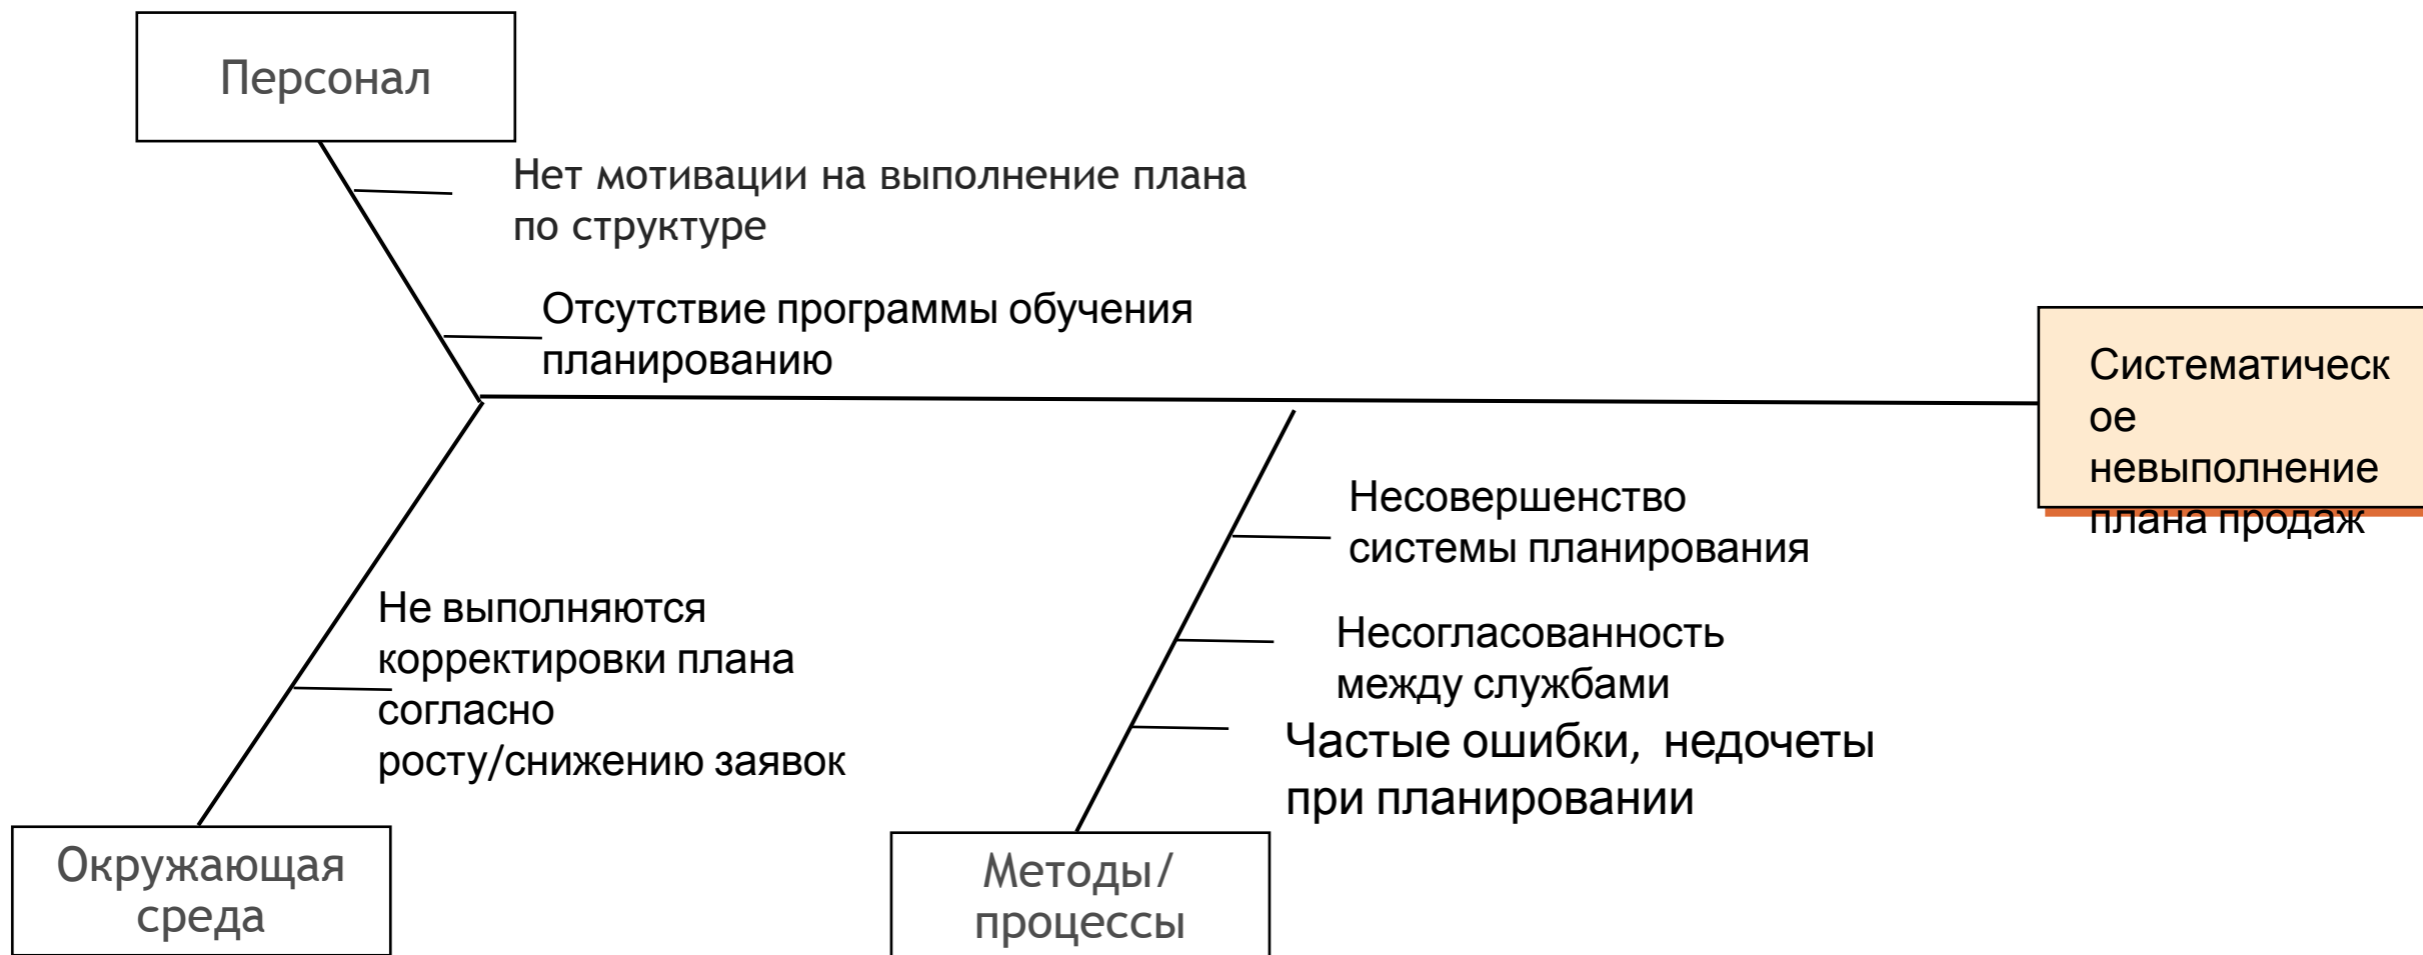 Персонал
Нет мотивации на выполнение плана
по структуре
Отсутствие программы обучения
планированию
Систематическ
ое
невыполнение
плана продаж
Несовершенство
системы планирования
Не выполняются
корректировки плана
согласно
росту/снижению заявок
Несогласованность
между службами
Частые ошибки, недочеты
при планировании
Окружающая
среда
Методы/
процессы